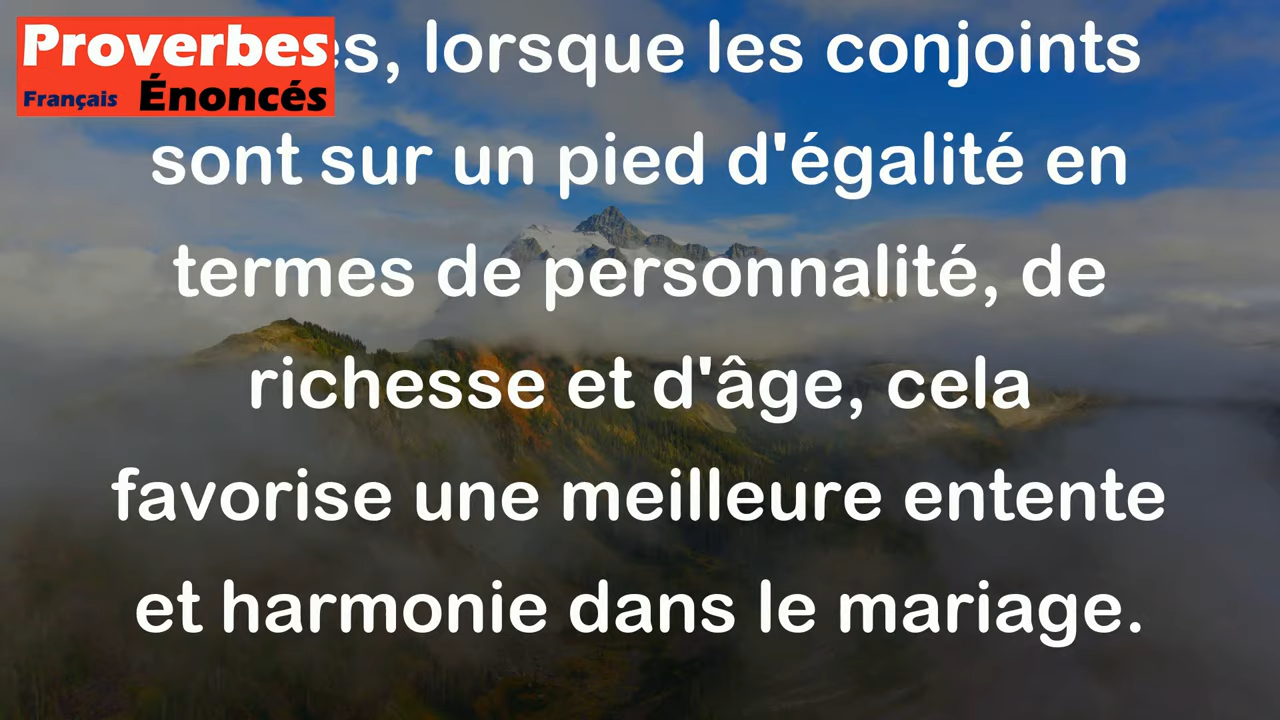 Proverbes
Français Énoncés
lorsque les conjoints
sont sur un pied d'égalité en
termes de personnalité, de
richesse et d'âge, cela
favorise une meilleure entente
et harmonie dans le mariage.